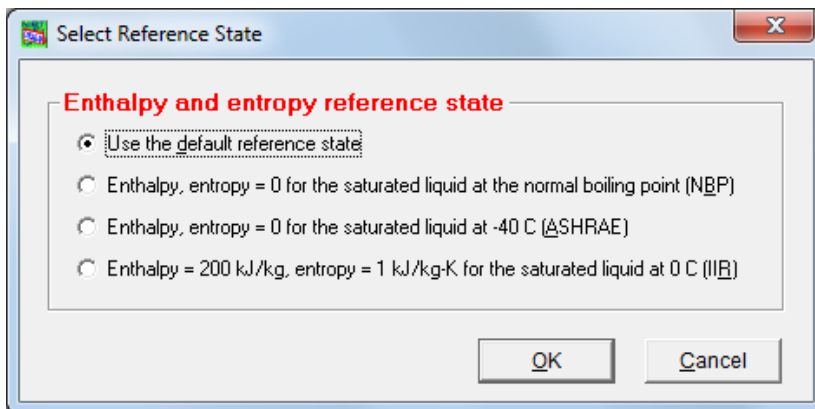 Select Reference State
Enthalpy and entropy reference state
Use the default reference state
Enthalpy, entropy = 0 for the saturated liquid at the normal boiling point (NBP)
Enthalpy, entropy = 0 for the saturated liquid at -40 C (ASHRAE)
Enthalpy = 200 kJ/kg, entropy = 1 kJ/kg-K for the saturated liquid at 0 C (IIR)
OK Cancel